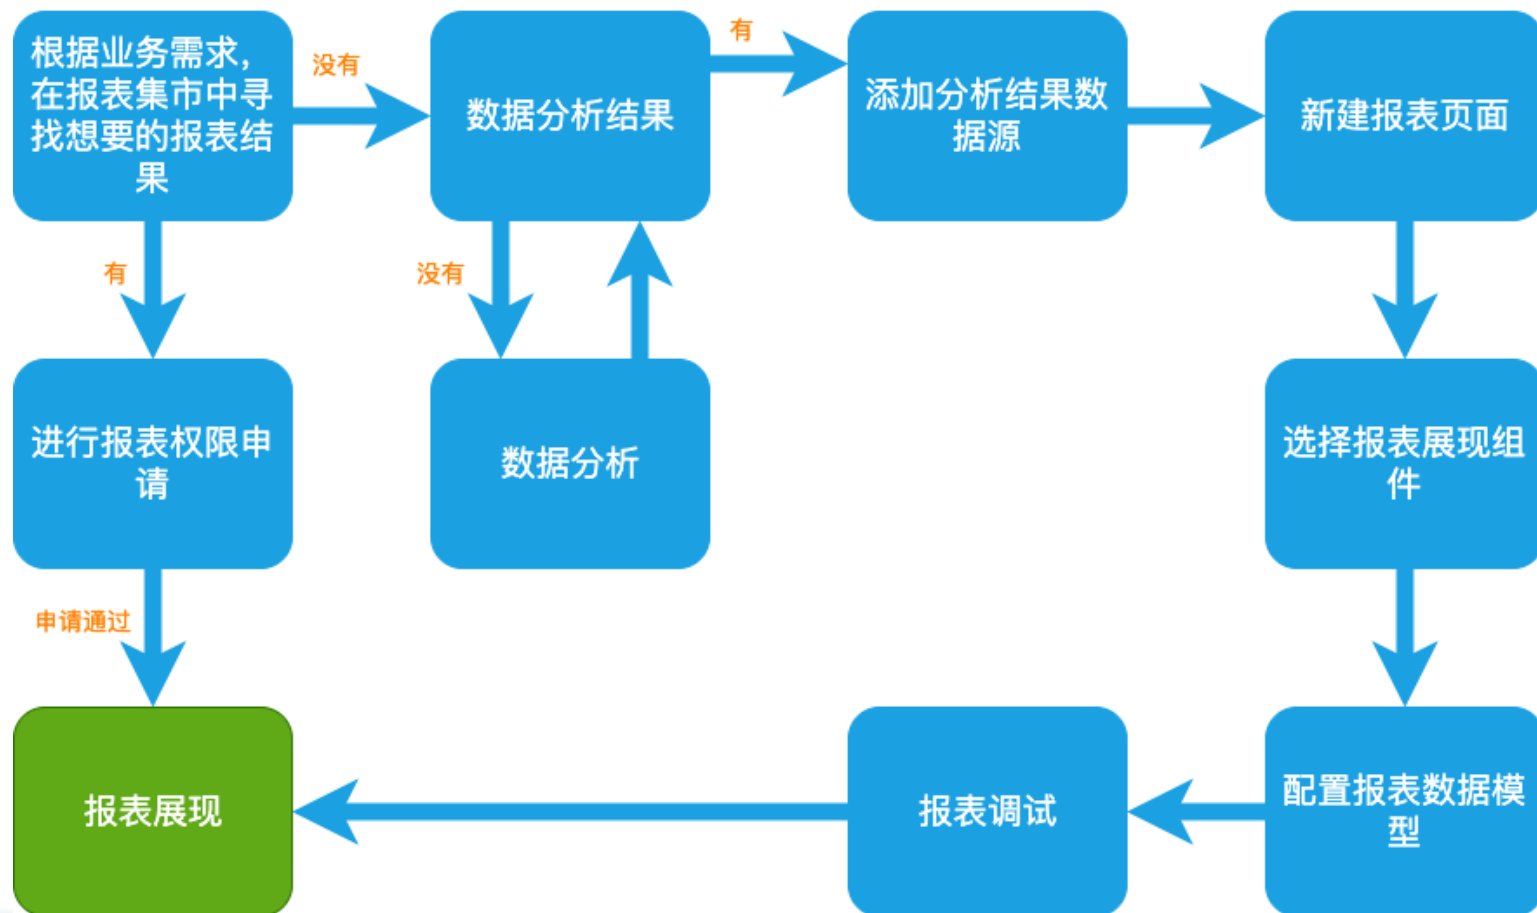 根据业务需求，
在报表集市中寻
找想要的报表结
果
没有
数据分析结果
有
添加分析结果数
据源
新建报表页面
有
没有
进行报表权限申
请
数据分析
选择报表展现组
件
申请通过
报表展现
报表调试
配置报表数据模
型